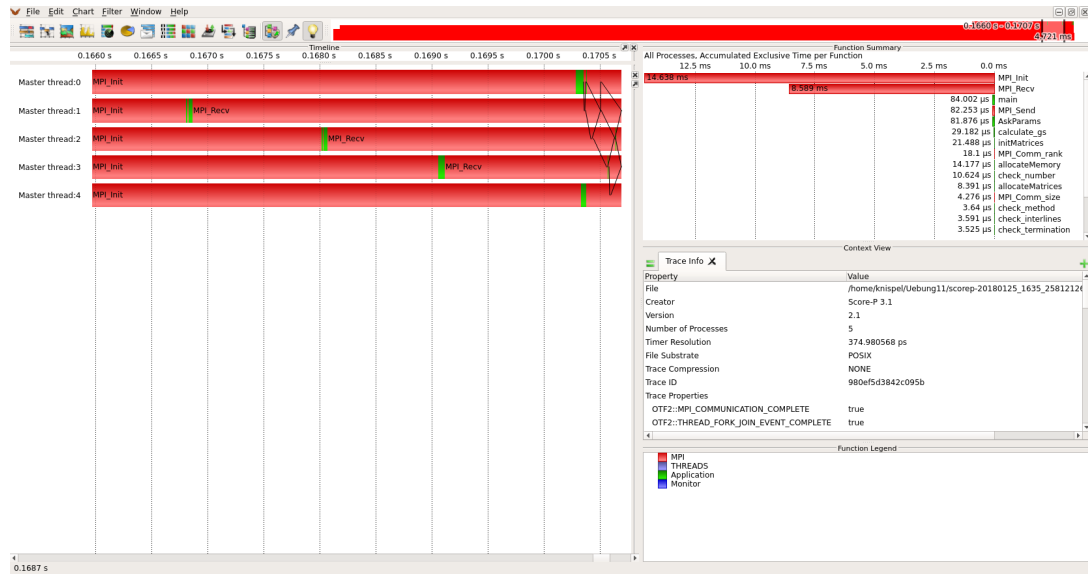 File Edit Chart Filter Window Help
0.1660 s – 0.1707 s
4.721 ms
Timeline
0.1660 s 0.1665 s 0.1670 s 0.1675 s 0.1680 s 0.1685 s 0.1690 s 0.1695 s 0.1700 s 0.1705 s
Master thread:0 MPI_Init
Master thread:1 MPI_Init MPI_Recv
Master thread:2 MPI_Init MPI_Recv
Master thread:3 MPI_Init MPI_Recv
Master thread:4 MPI_Init
0.1687 s
Function Summary
All Processes, Accumulated Exclusive Time per Function
12.5 ms 10.0 ms 7.5 ms 5.0 ms 2.5 ms 0.0 ms
14.638 ms MPI_Init
8.589 ms MPI_Recv
84.002 µs main
82.253 µs MPI_Send
81.876 µs AskParams
29.182 µs calculate_gs
21.488 µs initMatrices
18.1 µs MPI_Comm_rank
14.177 µs allocateMemory
10.624 µs check_number
8.391 µs allocateMatrices
4.276 µs MPI_Comm_size
3.64 µs check_method
3.591 µs check_interlines
3.525 µs check_termination
Context View
Trace Info
Property Value
File /home/knispel/Uebung11/scorep-20180125_1635_25812126
Creator Score-P 3.1
Version 2.1
Number of Processes 5
Timer Resolution 374.980568 ps
File Substrate POSIX
Trace Compression NONE
Trace ID 980ef5d3842c095b
Trace Properties
OTF2::MPI_COMMUNICATION_COMPLETE true
OTF2::THREAD_FORK_JOIN_EVENT_COMPLETE true
Function Legend
MPI
THREADS
Application
Monitor